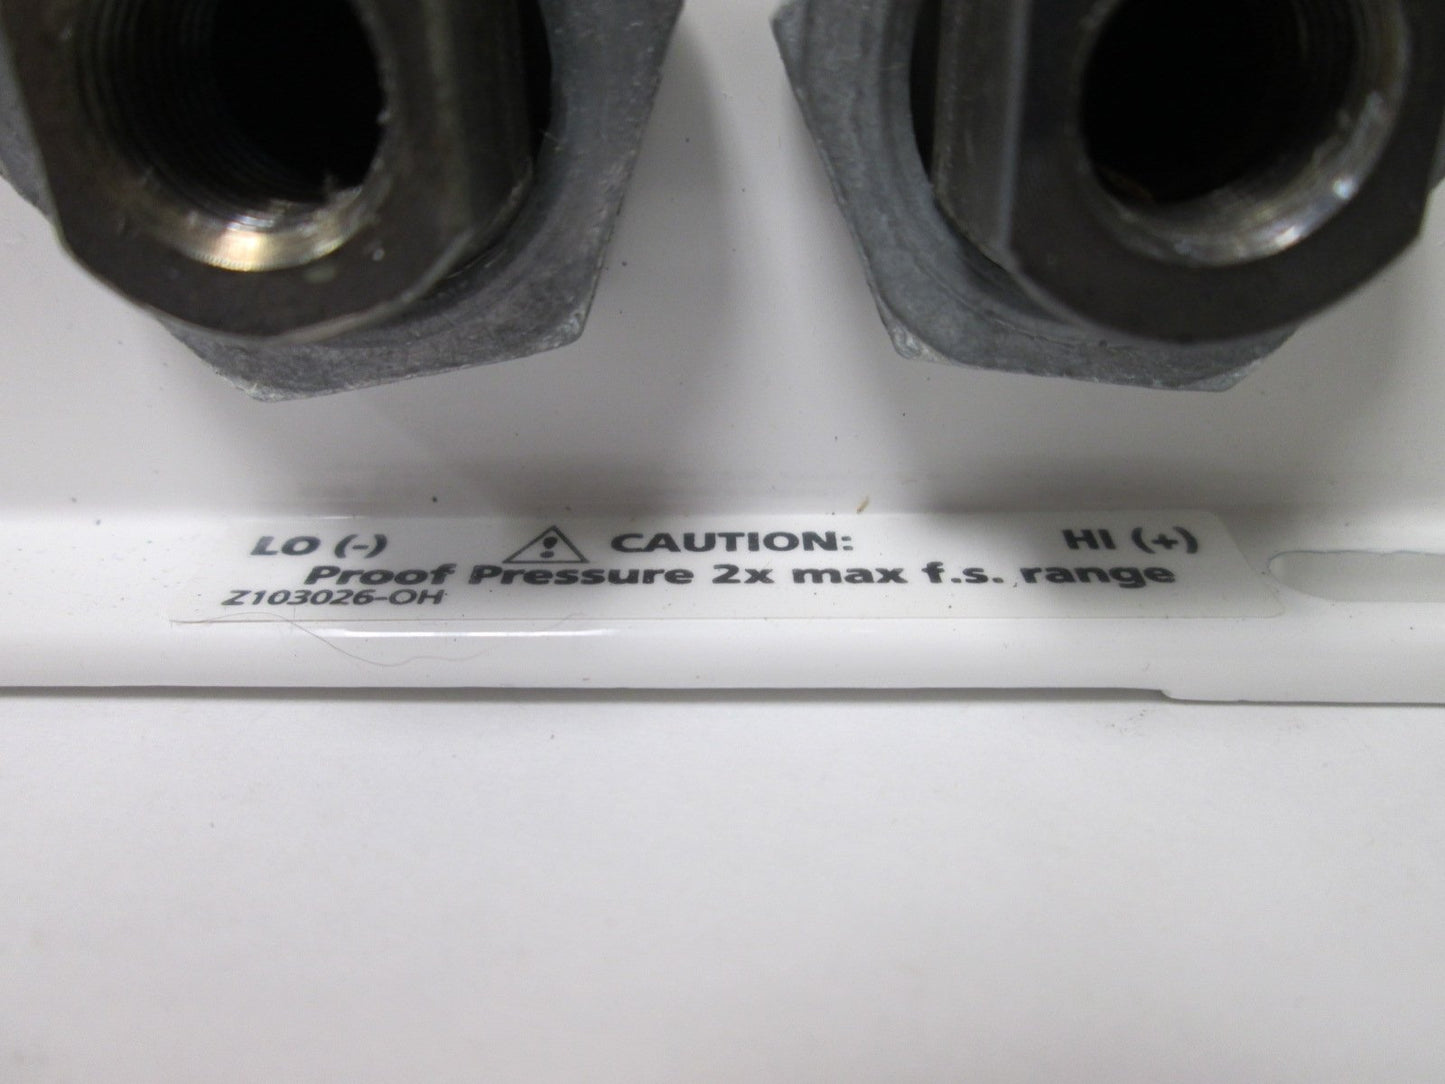 LO (-) CAUTION: HI (+)
Proof Pressure 2x max f.s. range
Z103026-OH